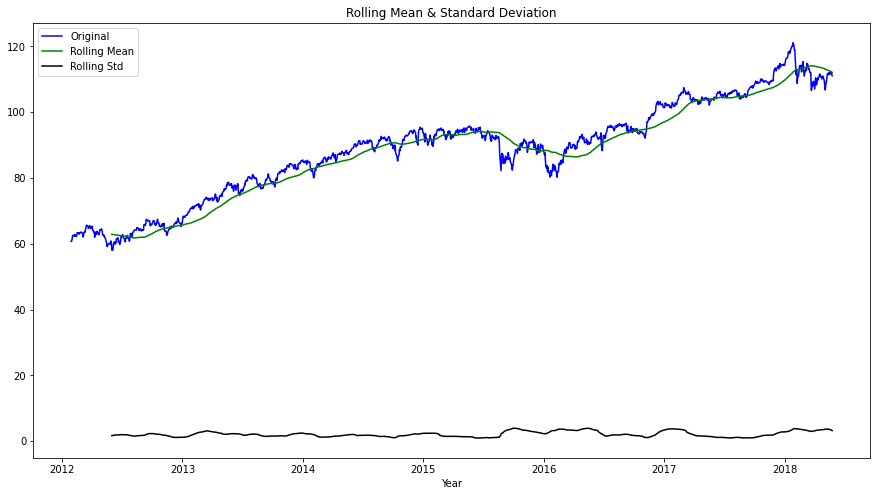 Rolling Mean & Standard Deviation
Original
Rolling Mean
Rolling Std
120
100
80
60
40
20
0
2012 2013 2014 2015 2016 2017 2018
Year